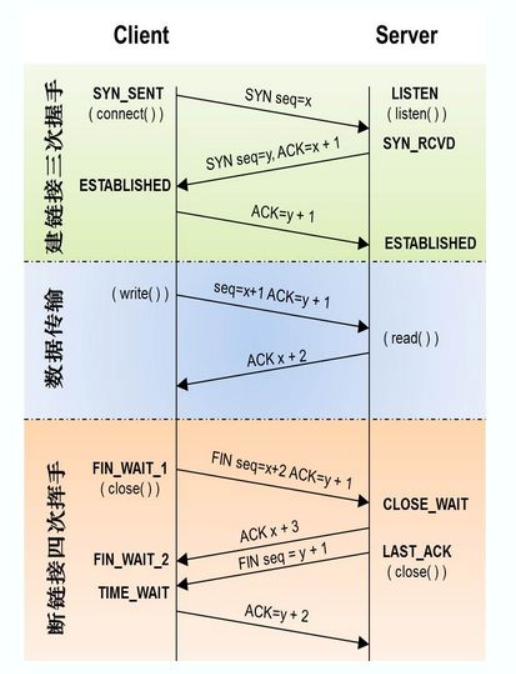 Client
Server
建链接三次握手
SYN_SENT
( connect( ) )
SYN seq=x
LISTEN
( listen( ) )
SYN_RCVD
SYN seq=y, ACK=x + 1
ESTABLISHED
ACK=y + 1
ESTABLISHED
数据传输
( write( ) )
seq=x+1 ACK=y + 1
( read( ) )
ACK x + 2
断链接四次挥手
FIN_WAIT_1
( close( ) )
FIN seq=x+2 ACK=y + 1
CLOSE_WAIT
ACK x + 3
FIN_WAIT_2
FIN seq = y + 1
LAST_ACK
( close( ) )
TIME_WAIT
ACK=y + 2